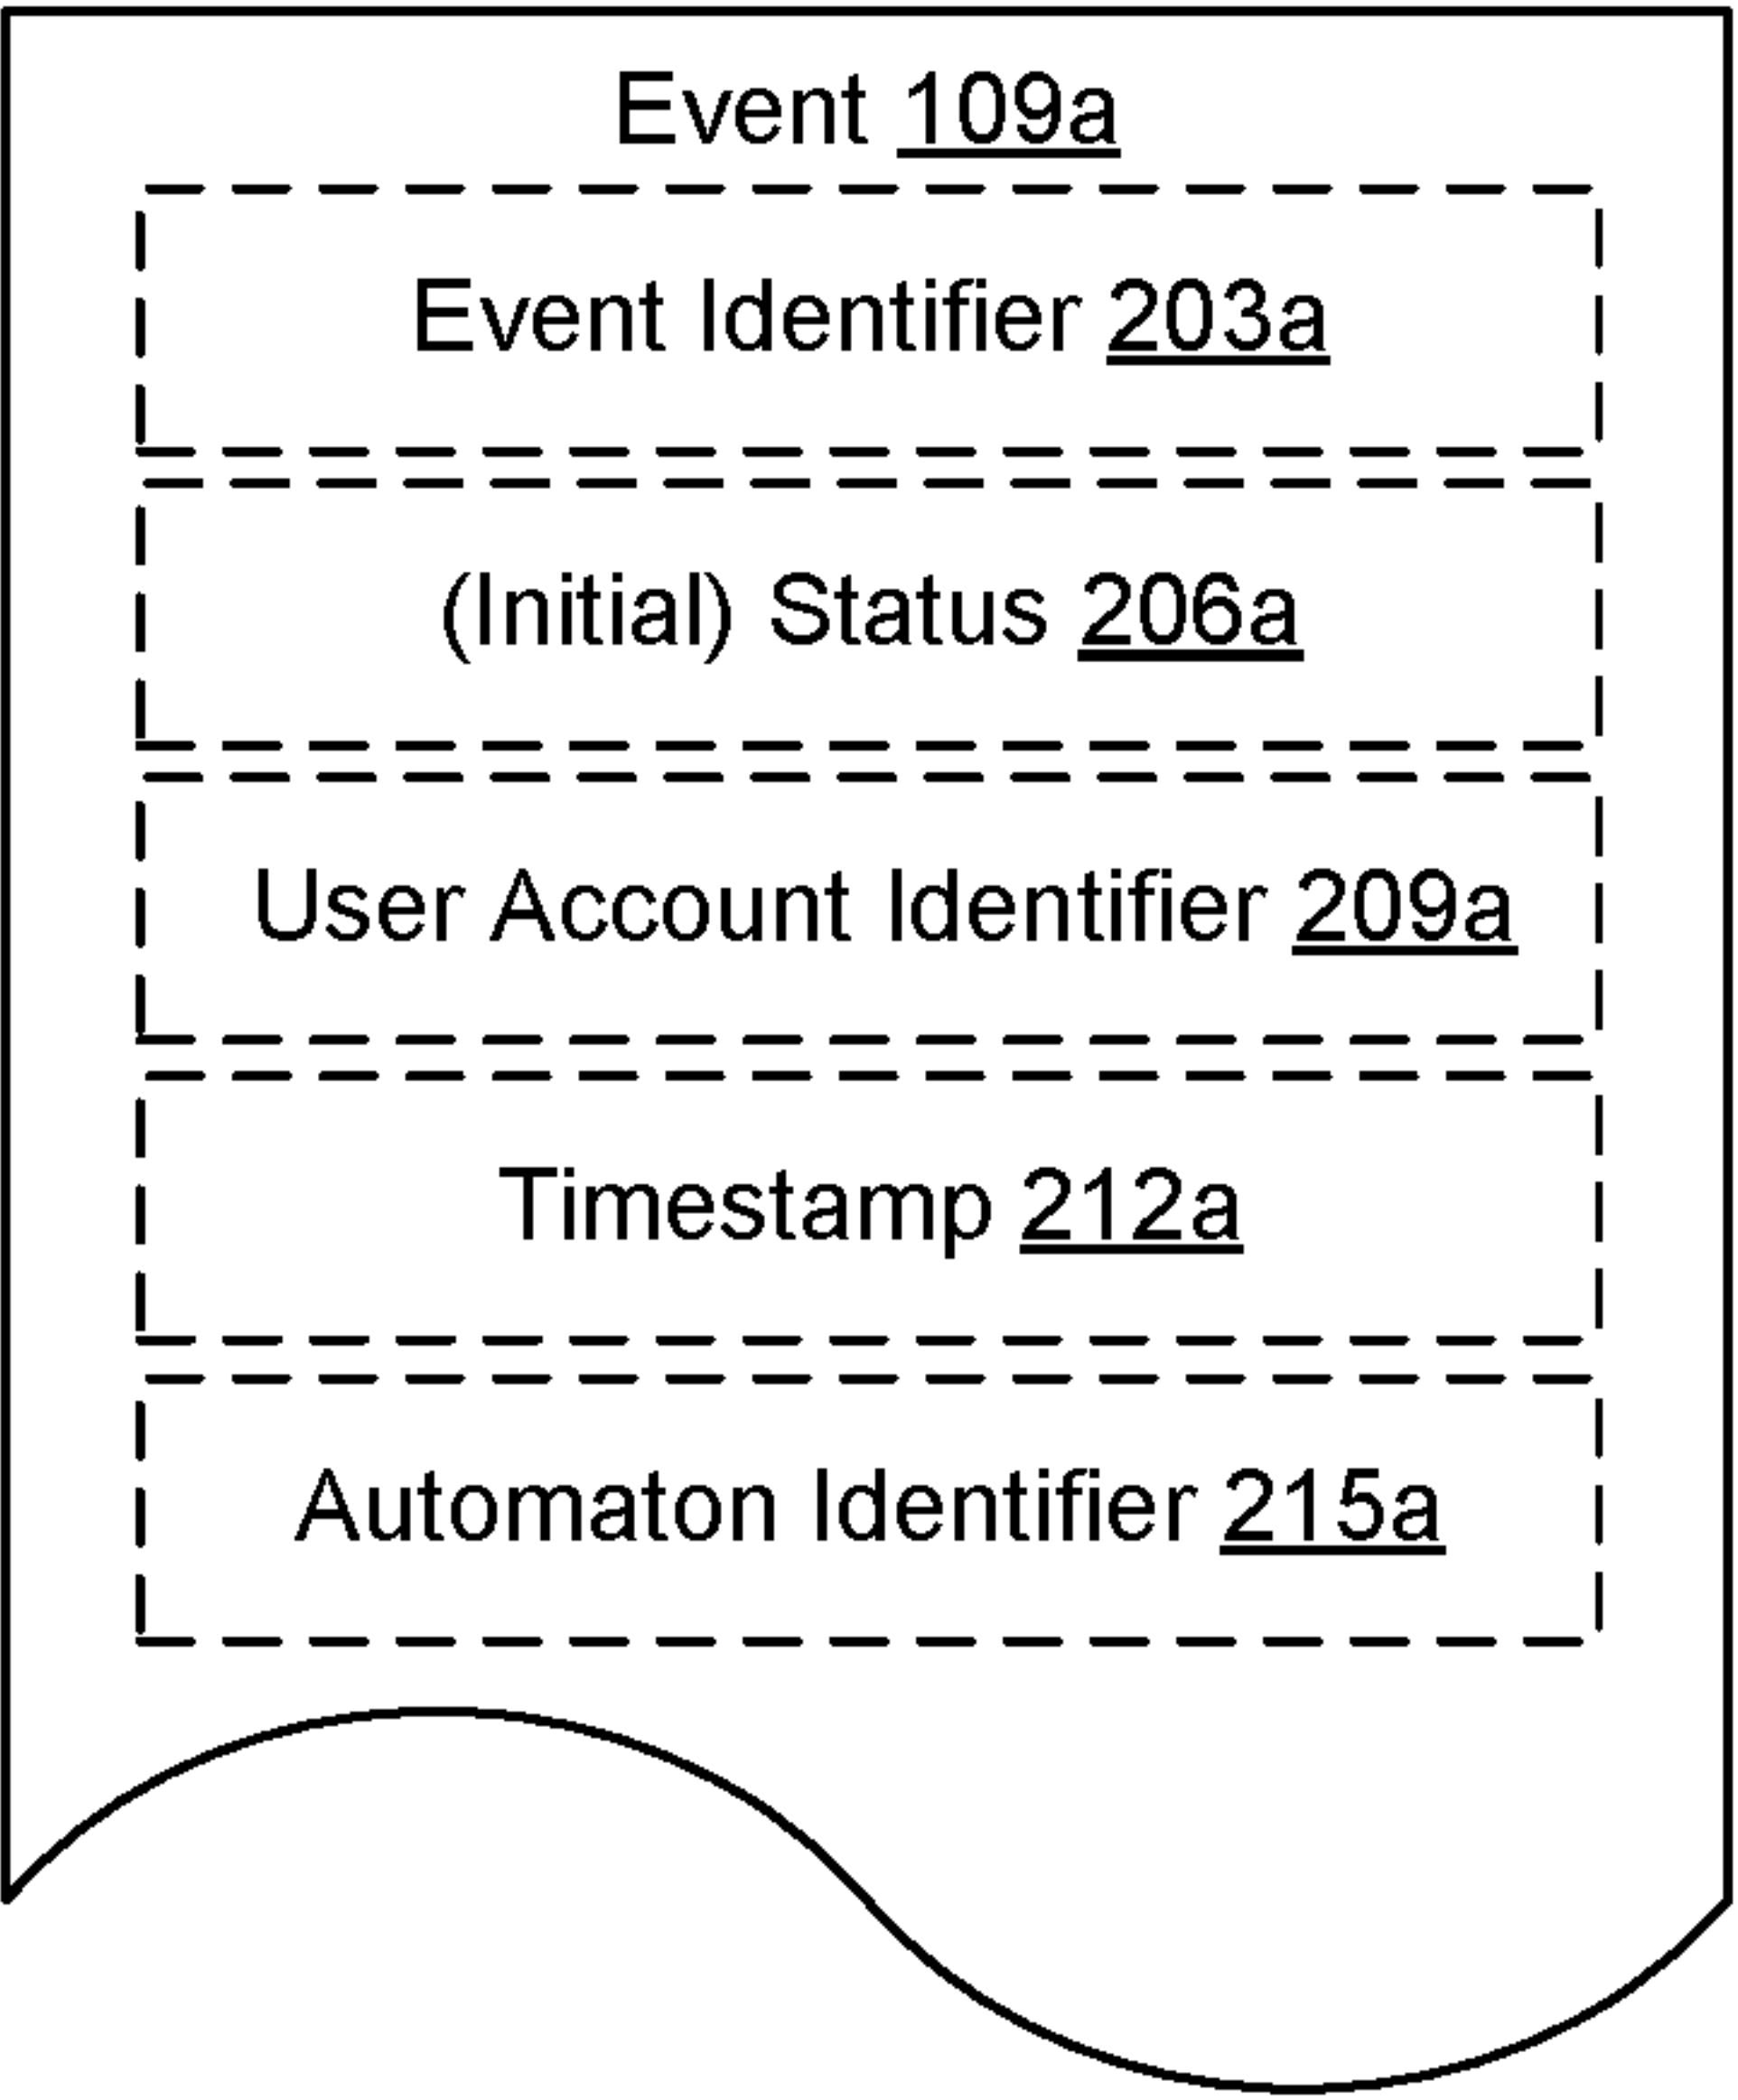 Event 109a
Event Identifier 203a
(Initial) Status 206a
User Account Identifier 209a
Timestamp 212a
Automaton Identifier 215a